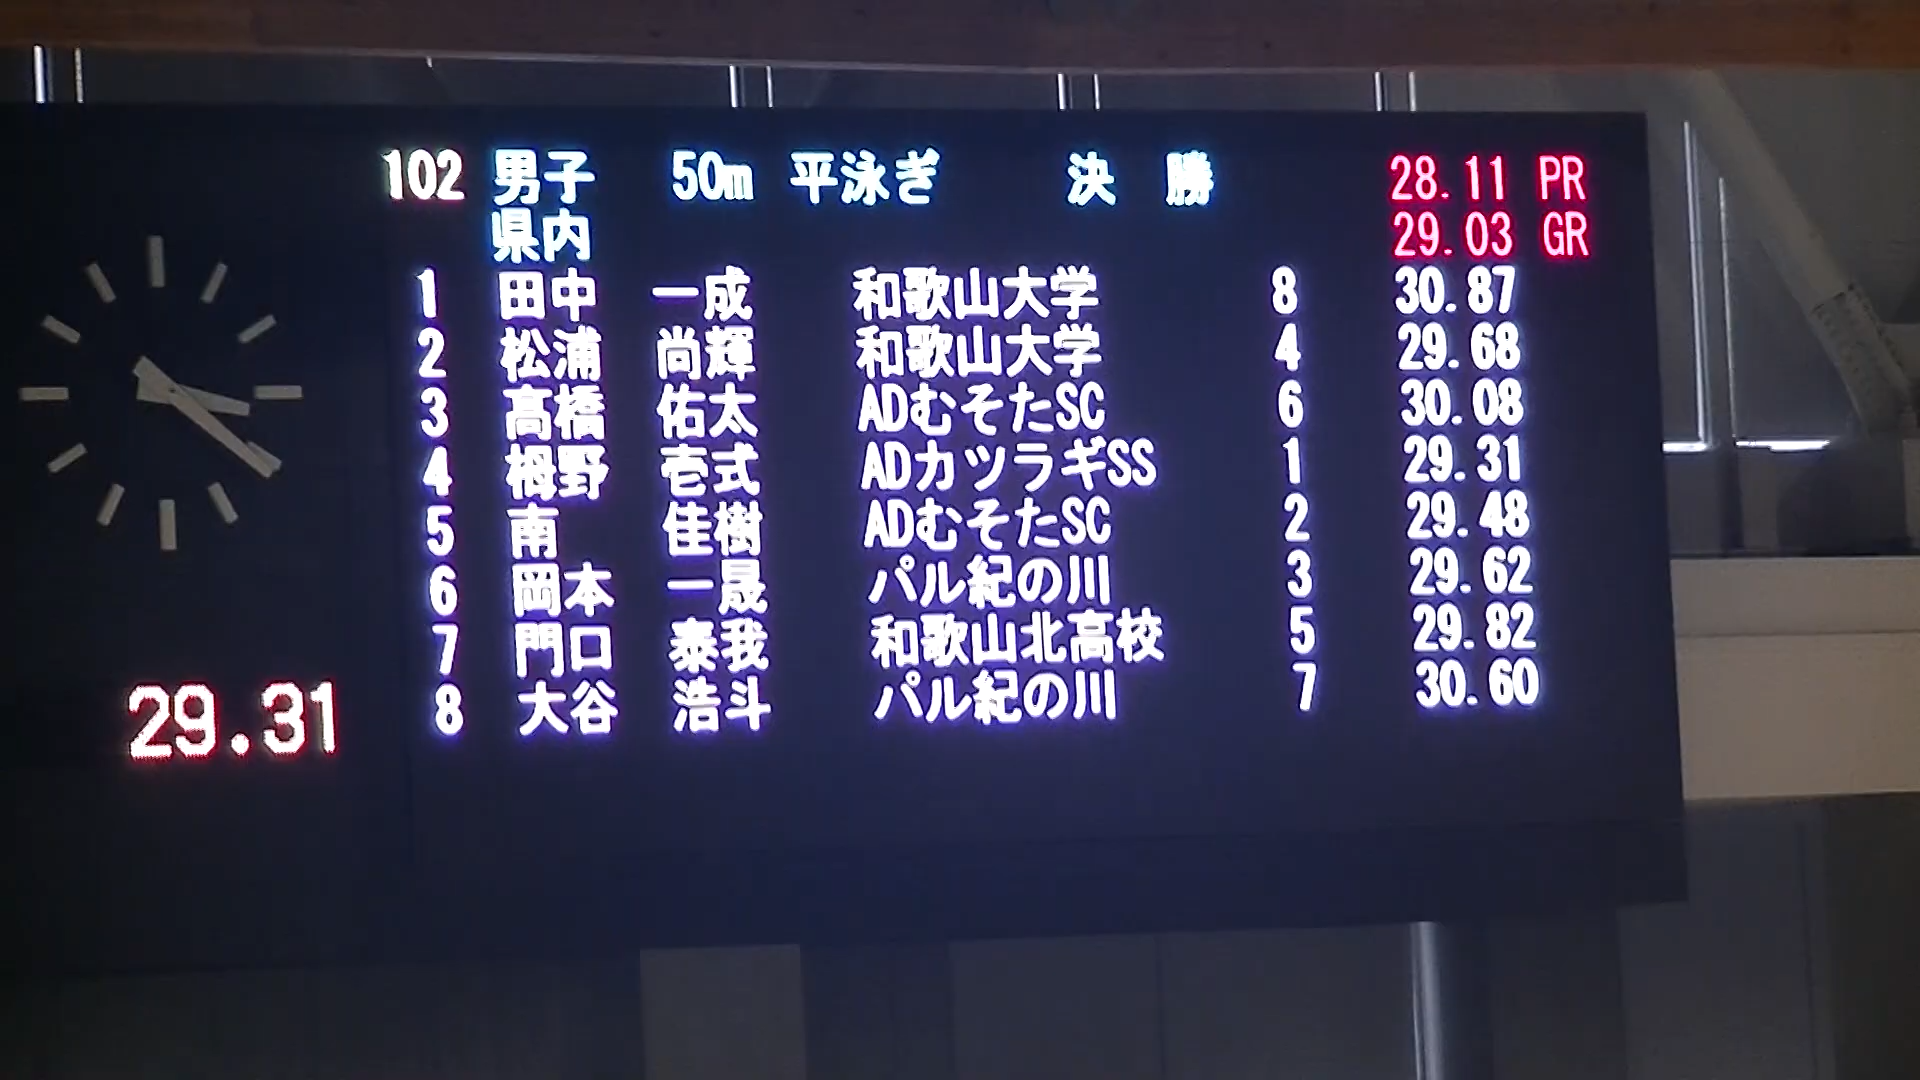 102 男子 50m 平泳ぎ 決 勝 28.11 PR
県内 29.03 GR
1 田中 一成 和歌山大学 8 30.87
2 松浦 尚輝 和歌山大学 4 29.68
3 高橋 佑太 ADむそたSC 6 30.08
4 栂野 壱式 ADカツラギSS 1 29.31
5 南 佳樹 ADむそたSC 2 29.48
6 岡本 一晟 パル紀の川 3 29.62
7 門口 泰我 和歌山北高校 5 29.82
8 大谷 浩斗 パル紀の川 7 30.60
29.31